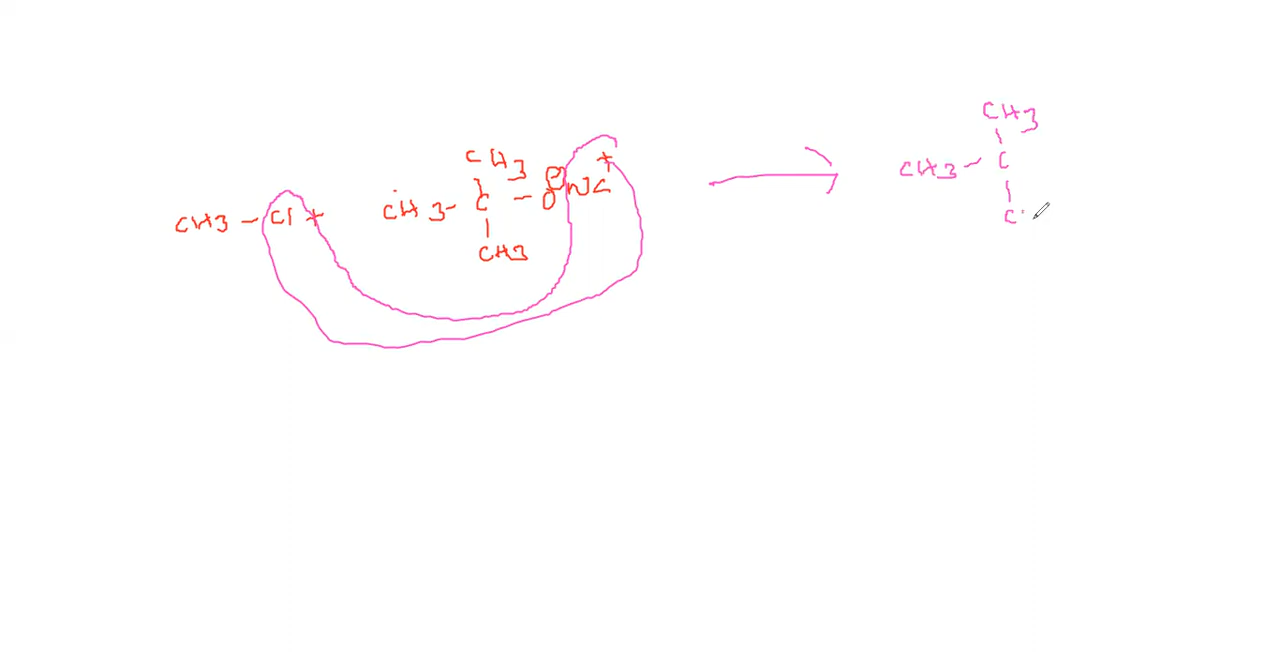 CH3
CH3 - Cl + CH3 - C - O⊖ Na+
CH3
CH3
CH3 - C
C